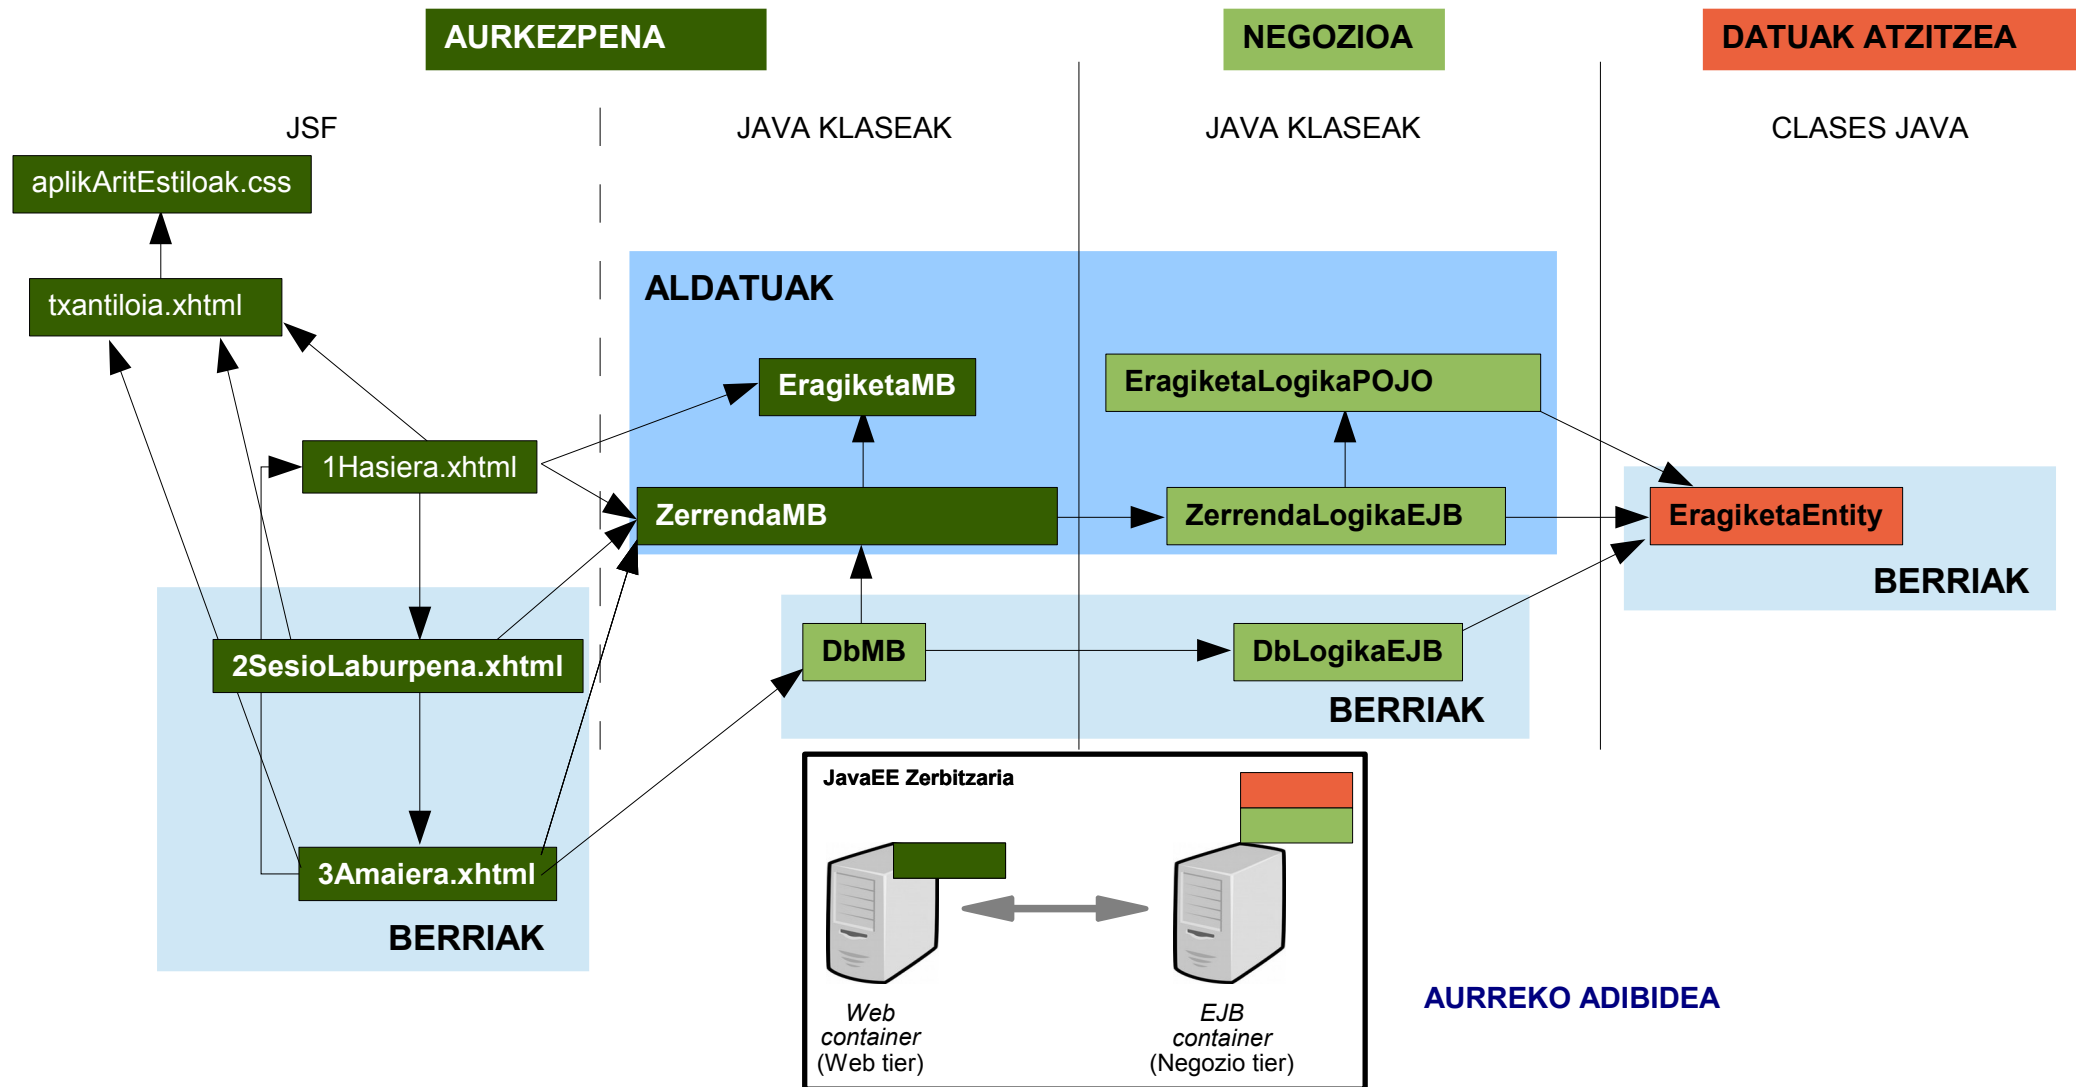 AURKEZPENA
NEGOZIOA
DATUAK ATZITZEA
JSF
JAVA KLASEAK
JAVA KLASEAK
CLASES JAVA
aplikAritEstiloak.css
txantiloia.xhtml
ALDATUAK
EragiketaMB
EragiketaLogikaPOJO
1Hasiera.xhtml
ZerrendaMB
ZerrendaLogikaEJB
EragiketaEntity
BERRIAK
2SesioLaburpena.xhtml
DbMB
DbLogikaEJB
BERRIAK
JavaEE Zerbitzaria
3Amaiera.xhtml
BERRIAK
Web
container
(Web tier)
EJB
container
(Negozio tier)
AURREKO ADIBIDEA